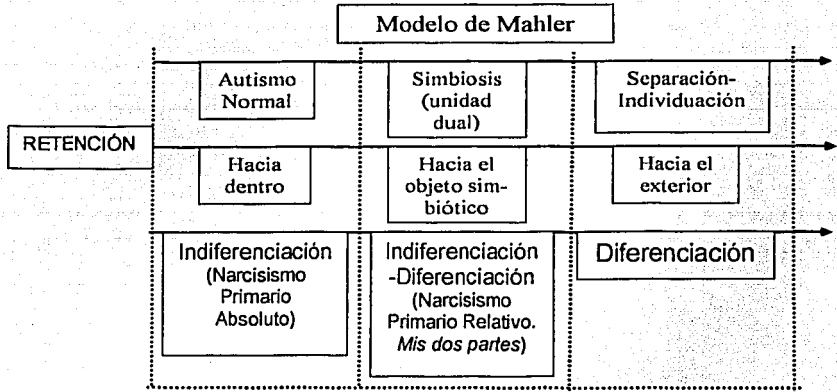 Modelo de Mahler
Autismo
Normal
Simbiosis
(unidad
dual)
Separación-
Individuación
RETENCIÓN
Hacia
dentro
Hacia el
objeto sim-
biótico
Hacia el
exterior
Indiferenciación
(Narcisismo
Primario
Absoluto)
Indiferenciación
-Diferenciación
(Narcisismo
Primario Relativo.
Mis dos partes)
Diferenciación